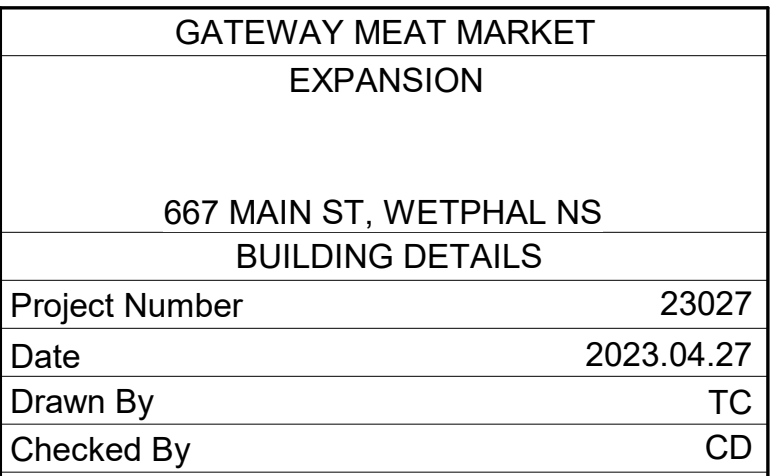 GATEWAY MEAT MARKET
EXPANSION
667 MAIN ST, WETPHAL NS
BUILDING DETAILS
Project Number 23027
Date 2023.04.27
Drawn By TC
Checked By CD